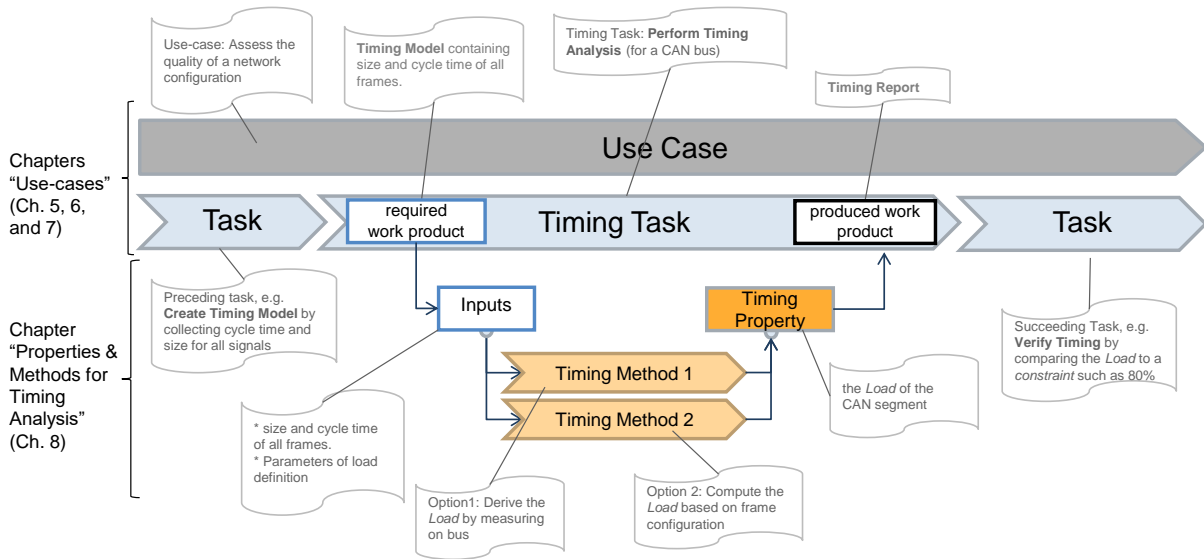 Use-case: Assess the
quality of a network
configuration
Timing Model containing
size and cycle time of all
frames.
Timing Task: Perform Timing
Analysis (for a CAN bus)
Timing Report
Chapters
“Use-cases”
(Ch. 5, 6,
and 7)
Use Case
Task
required
work product
Timing Task
produced work
product
Task
Chapter
“Properties &
Methods for
Timing
Analysis”
(Ch. 8)
Preceding task, e.g.
Create Timing Model by
collecting cycle time and
size for all signals
Inputs
Timing
Property
Succeeding Task, e.g.
Verify Timing by
comparing the Load to a
constraint such as 80%
Timing Method 1
Timing Method 2
the Load of the
CAN segment
* size and cycle time
of all frames.
* Parameters of load
definition
Option1: Derive the
Load by measuring
on bus
Option 2: Compute the
Load based on frame
configuration